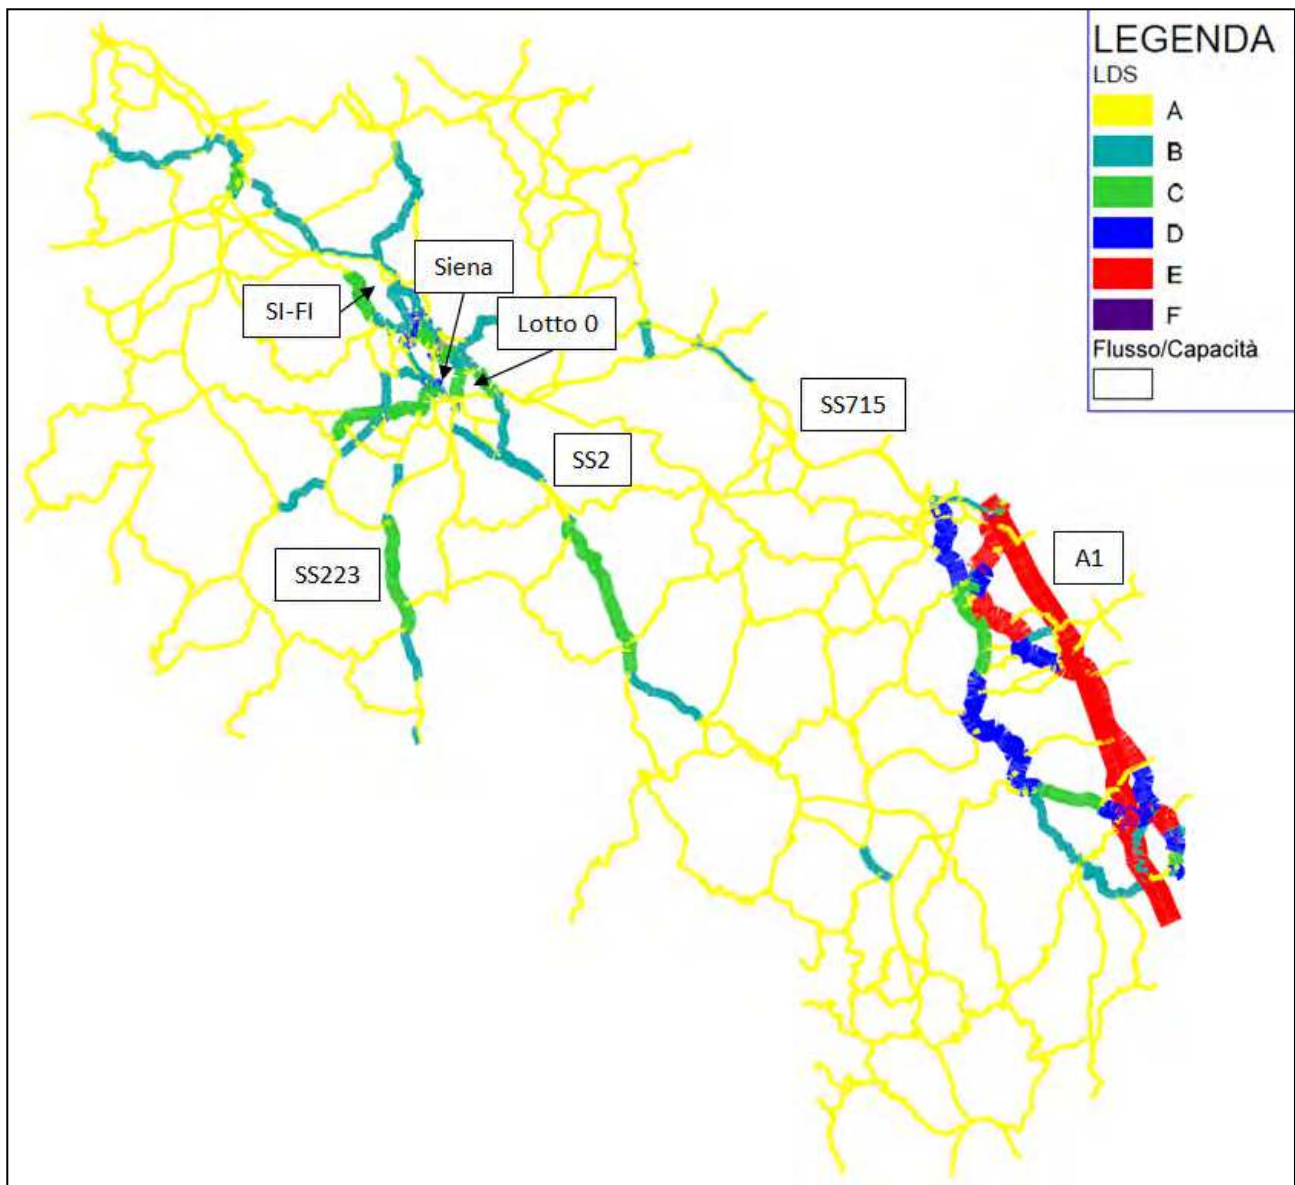 LEGENDA
LDS
A
B
C
D
E
F
Flusso/Capacità
Siena
SI-FI
Lotto 0
SS715
SS2
A1
SS223